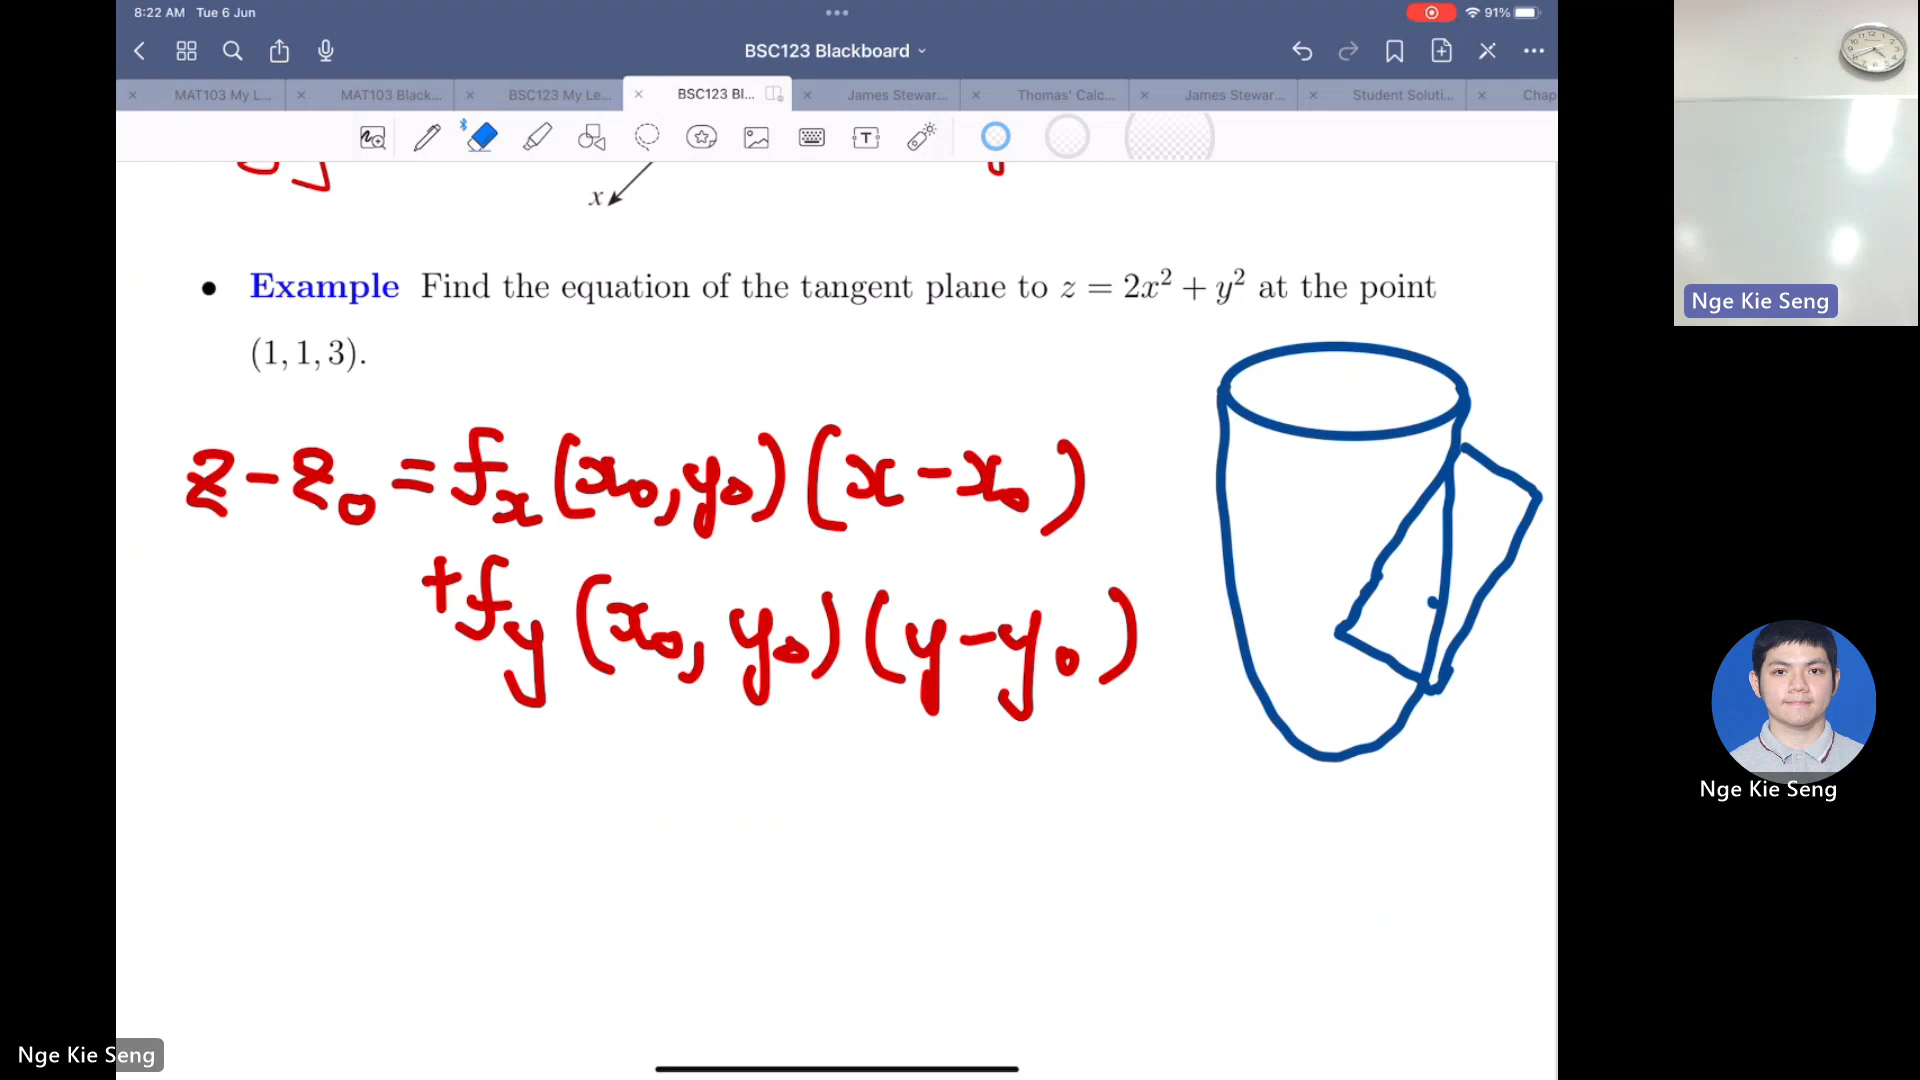 8:22 AM Tue 6 Jun
91%
BSC123 Blackboard
MAT103 My L...
MAT103 Black...
BSC123 My Le...
BSC123 Bl...
James Stewar...
Thomas' Calc...
James Stewar...
Student Soluti...
Chap
T
x
• Example Find the equation of the tangent plane to z = 2x² + y² at the point
(1, 1, 3).
z - z₀ = fₓ (x₀, y₀) (x - x₀)
+ f_y (x₀, y₀) (y - y₀)
Nge Kie Seng
Nge Kie Seng
Nge Kie Seng